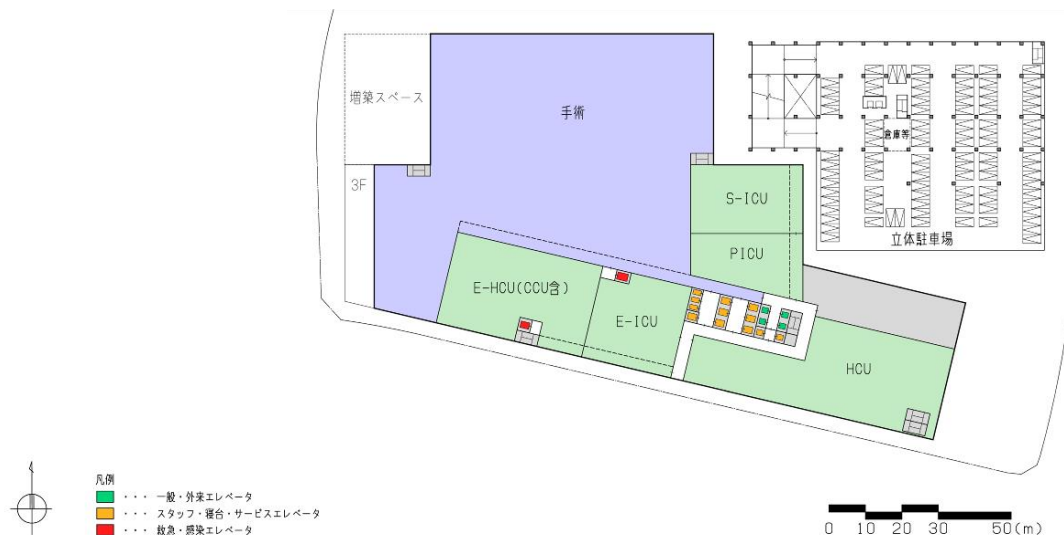 増築スペース
手術
3F
倉庫等
立体駐車場
S-ICU
PICU
E-HCU(CCU含)
E-ICU
HCU
凡例
・・・ 一般・外来エレベータ
・・・ スタッフ・寝台・サービスエレベータ
・・・ 救急・感染エレベータ
0 10 20 30 50(m)